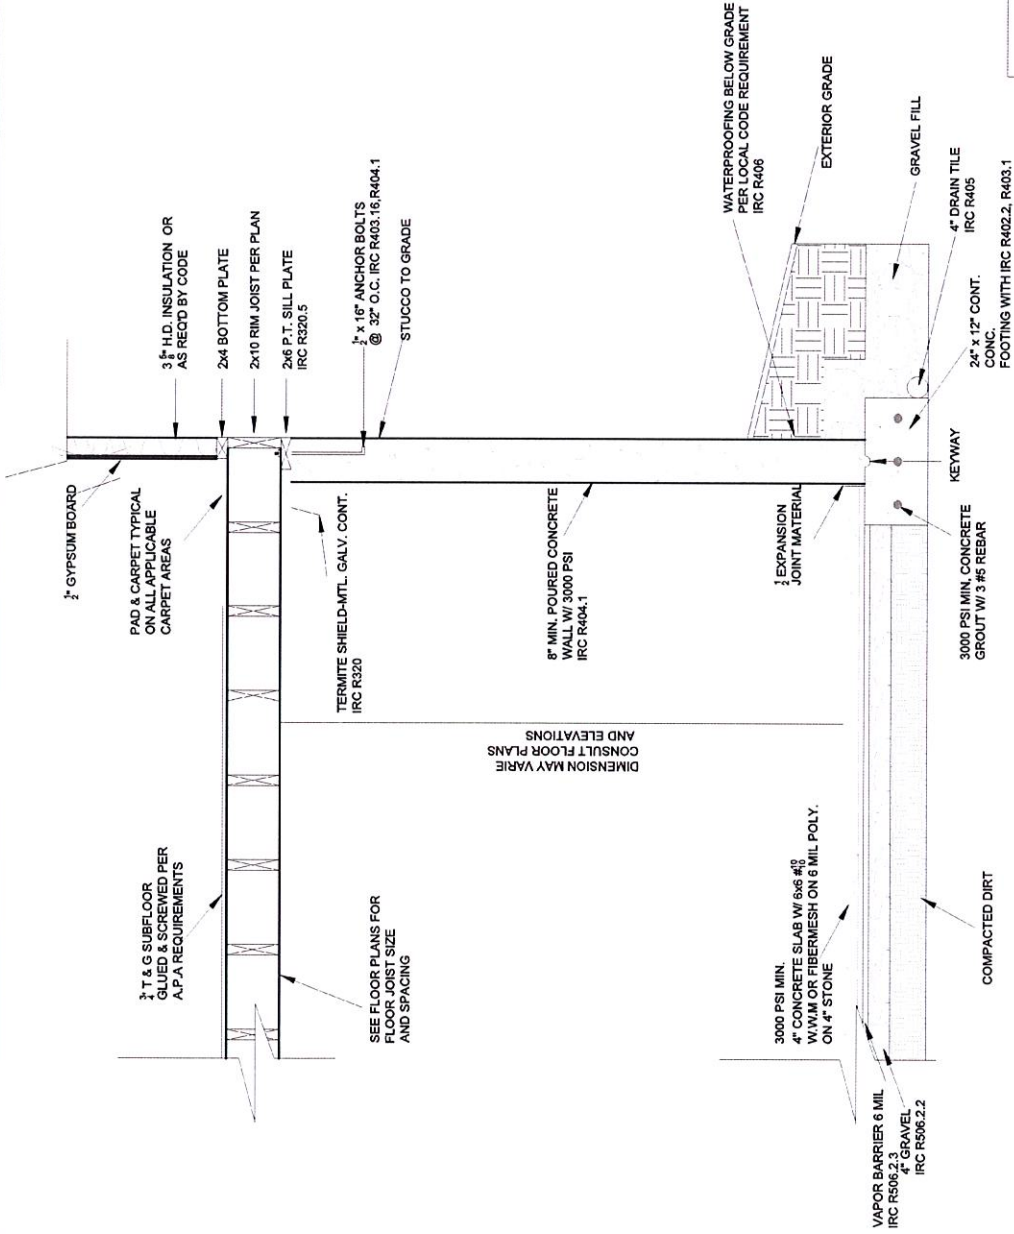 3 5/8" H.D. INSULATION OR
AS REQ'D BY CODE
2x4 BOTTOM PLATE
2x10 RIM JOIST PER PLAN
2x6 P.T. SILL PLATE
IRC R320.5
1/2" x 16" ANCHOR BOLTS
@ 32" O.C. IRC R403.16,R404.1
STUCCO TO GRADE
WATERPROOFING BELOW GRADE
PER LOCAL CODE REQUIREMENT
IRC R406
EXTERIOR GRADE
GRAVEL FILL
4" DRAIN TILE
IRC R405
24" x 12" CONT.
CONC.
FOOTING WITH IRC R402.2, R403.1
1/2" GYPSUM BOARD
PAD & CARPET TYPICAL
ON ALL APPLICABLE
CARPET AREAS
TERMITE SHIELD-MTL. GALV. CONT.
IRC R320
8" MIN. POURED CONCRETE
WALL W/ 3000 PSI
IRC R404.1
1/2 EXPANSION
JOINT MATERIAL
KEYWAY
3000 PSI MIN. CONCRETE
GROUT W/ 3 #5 REBAR
DIMENSION MAY VARIE
CONSULT FLOOR PLANS
AND ELEVATIONS
3/4" T & G SUBFLOOR
GLUED & SCREWED PER
A.P.A REQUIREMENTS
SEE FLOOR PLANS FOR
FLOOR JOIST SIZE
AND SPACING
3000 PSI MIN.
4" CONCRETE SLAB W/ 6x6 #10/10
W.W.M OR FIBERMESH ON 6 MIL POLY.
ON 4" STONE
COMPACTED DIRT
VAPOR BARRIER 6 MIL
IRC R506.2.3
4" GRAVEL
IRC R506.2.2